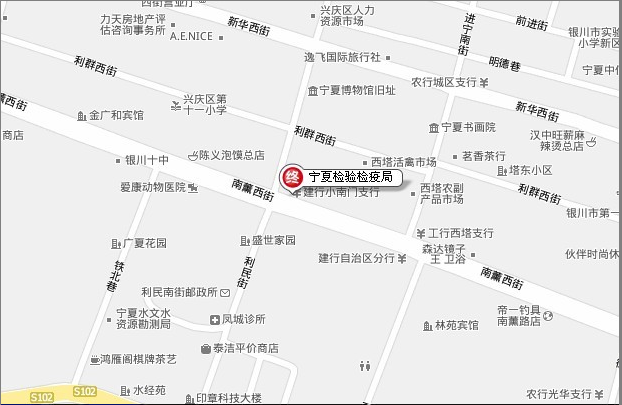 西街营业厅
力天房地产评
估咨询事务所
A.E.NICE
新华西街
兴庆区人力
资源市场
进宁南街
前进街
银川市实验
小学新区
利群西街
逸飞国际旅行社
明德巷
宁夏中
农行城区支行
宁夏博物馆旧址
兴庆区第
十一小学
金广和宾馆
薰西街
商店
新华西街
利群西街
宁夏书画院
汉中旺薪麻
辣烫总店
银川十中
陈义泡馍总店
西塔活禽市场
茗香茶行
塔东小区
终
宁夏检验检疫局
爱康动物医院
南薰西街
建行小南门支行
西塔农副
产品市场
利群西街
银川市第一
广夏花园
盛世家园
工行西塔支行
森达镜子
王 卫浴
伙伴时尚休
建行自治区分行
铁北巷
利民街
南薰西街
利民南街邮政所
宁夏水文水
资源勘测局
凤城诊所
林苑宾馆
帝一钓具
南薰路店
鸿雁阁棋牌茶艺
泰洁平价商店
S102
S102
水经苑
印章科技大楼
农行光华支行